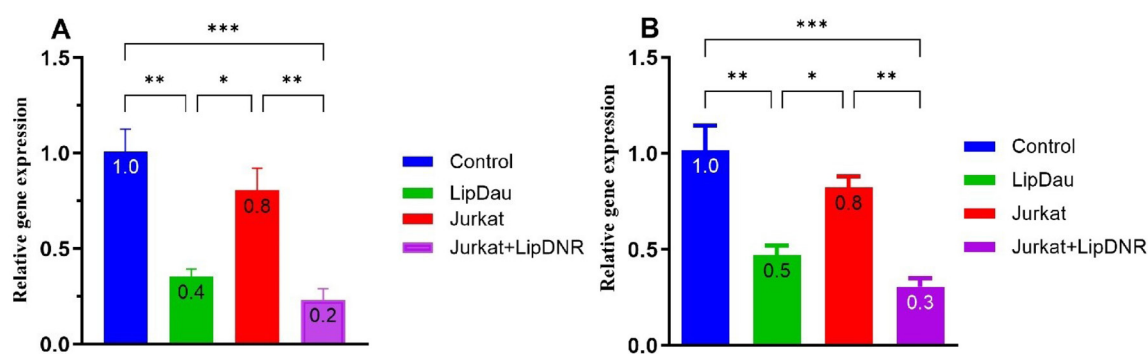 A
***
1.5
** * **
Relative gene expression
1.0
1.0
0.8
0.5
0.4
0.2
0.0
Control
LipDau
Jurkat
Jurkat+LipDNR
B
***
1.5
** * **
Relative gene expression
1.0
1.0
0.8
0.5
0.5
0.3
0.0
Control
LipDau
Jurkat
Jurkat+LipDNR